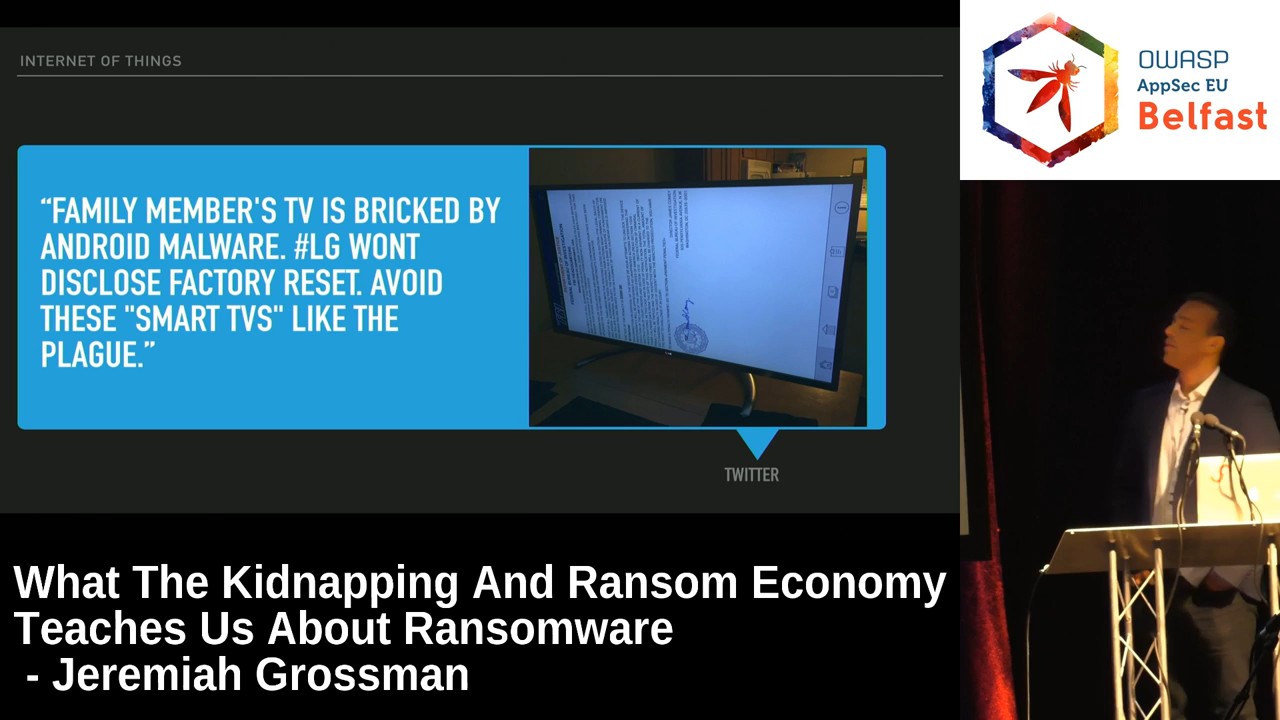 INTERNET OF THINGS
“FAMILY MEMBER'S TV IS BRICKED BY
ANDROID MALWARE. #LG WONT
DISCLOSE FACTORY RESET. AVOID
THESE "SMART TVS" LIKE THE
PLAGUE.”
TWITTER
OWASP
AppSec EU
Belfast
What The Kidnapping And Ransom Economy
Teaches Us About Ransomware
- Jeremiah Grossman